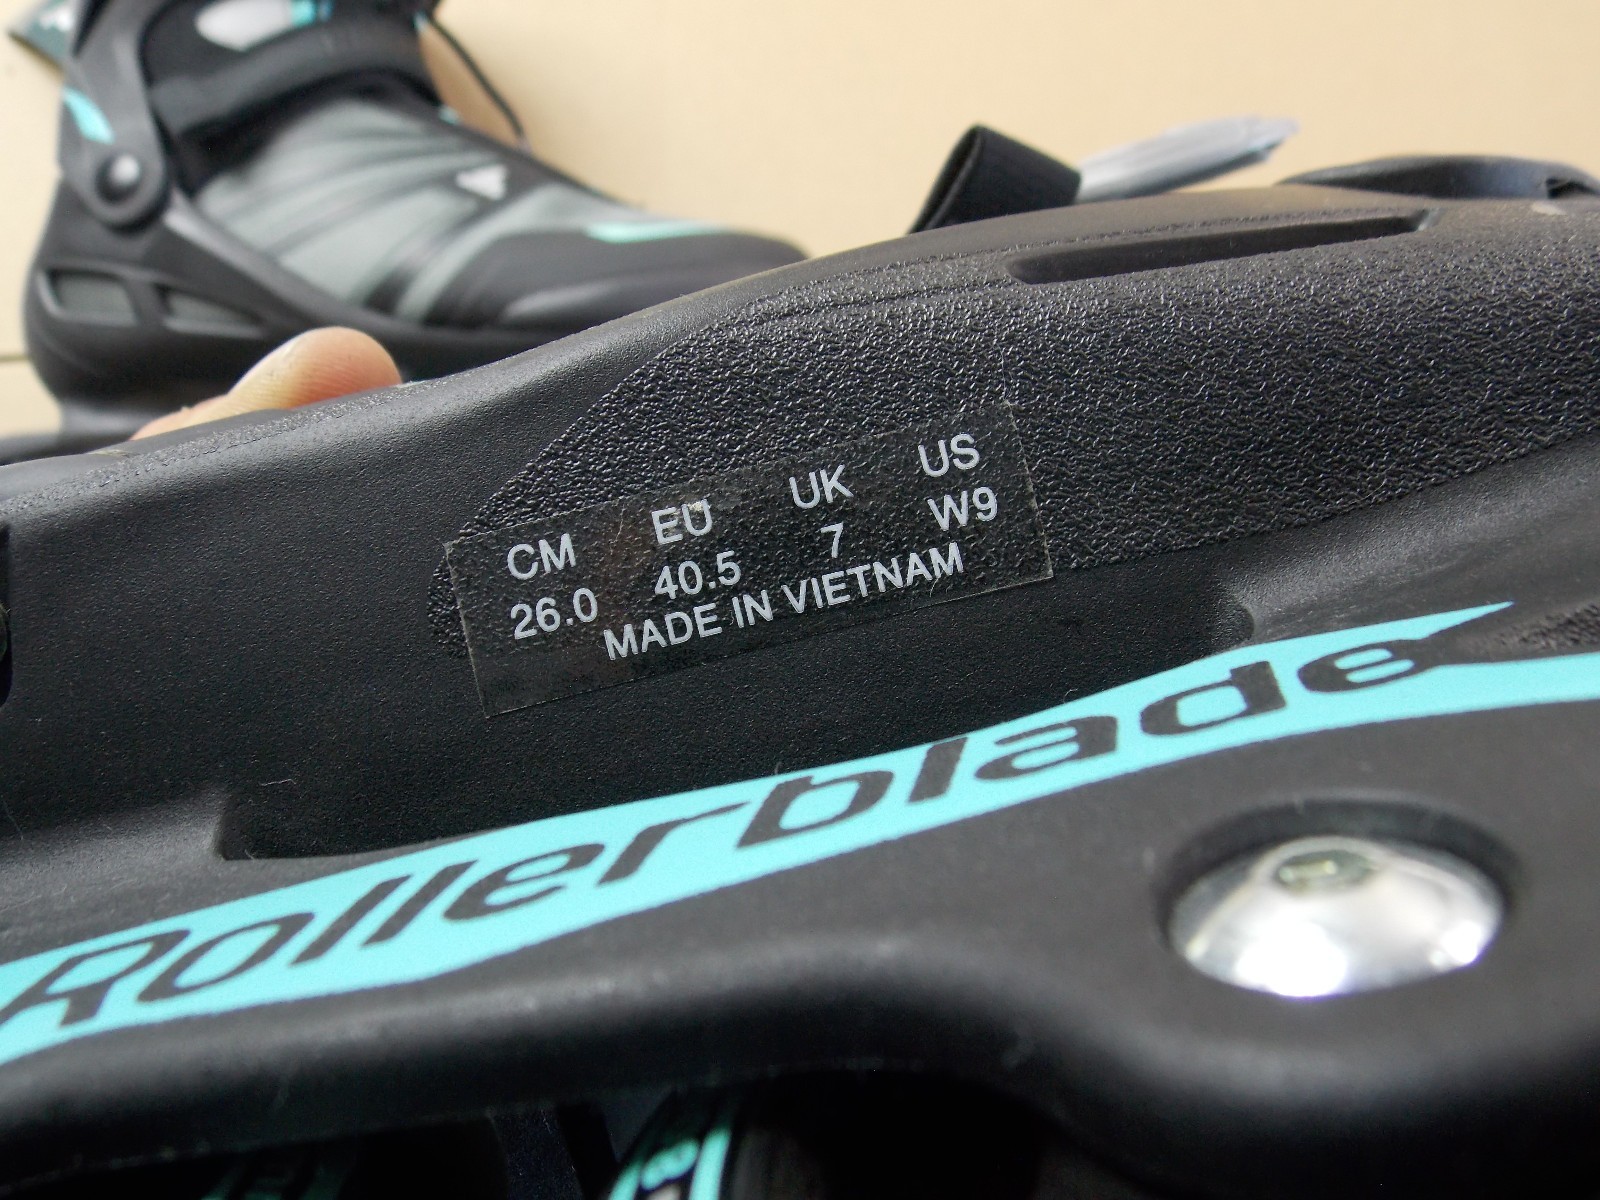 CM EU UK US
26.0 40.5 7 W9
MADE IN VIETNAM
Rollerblade